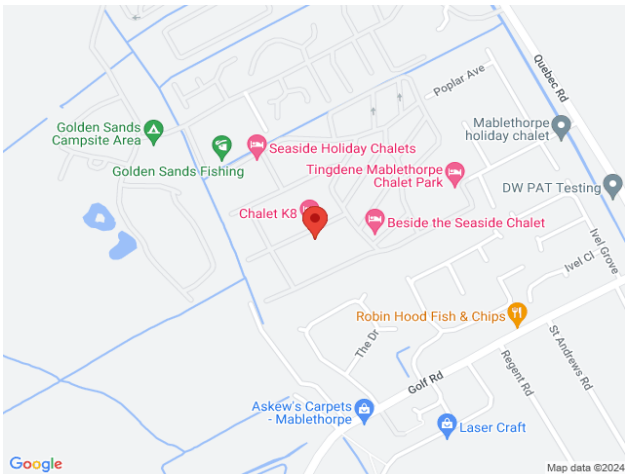 Poplar Ave
Quebec Rd
Mablethorpe
holiday chalet
Golden Sands
Campsite Area
Seaside Holiday Chalets
Golden Sands Fishing
Tingdene Mablethorpe
Chalet Park
DW PAT Testing
Chalet K8
Beside the Seaside Chalet
Ivel Grove
Ivel Cl
Robin Hood Fish & Chips
The Dr
St Andrews Rd
Regent Rd
Golf Rd
Askew's Carpets
- Mablethorpe
Laser Craft
Google
Map data ©2024